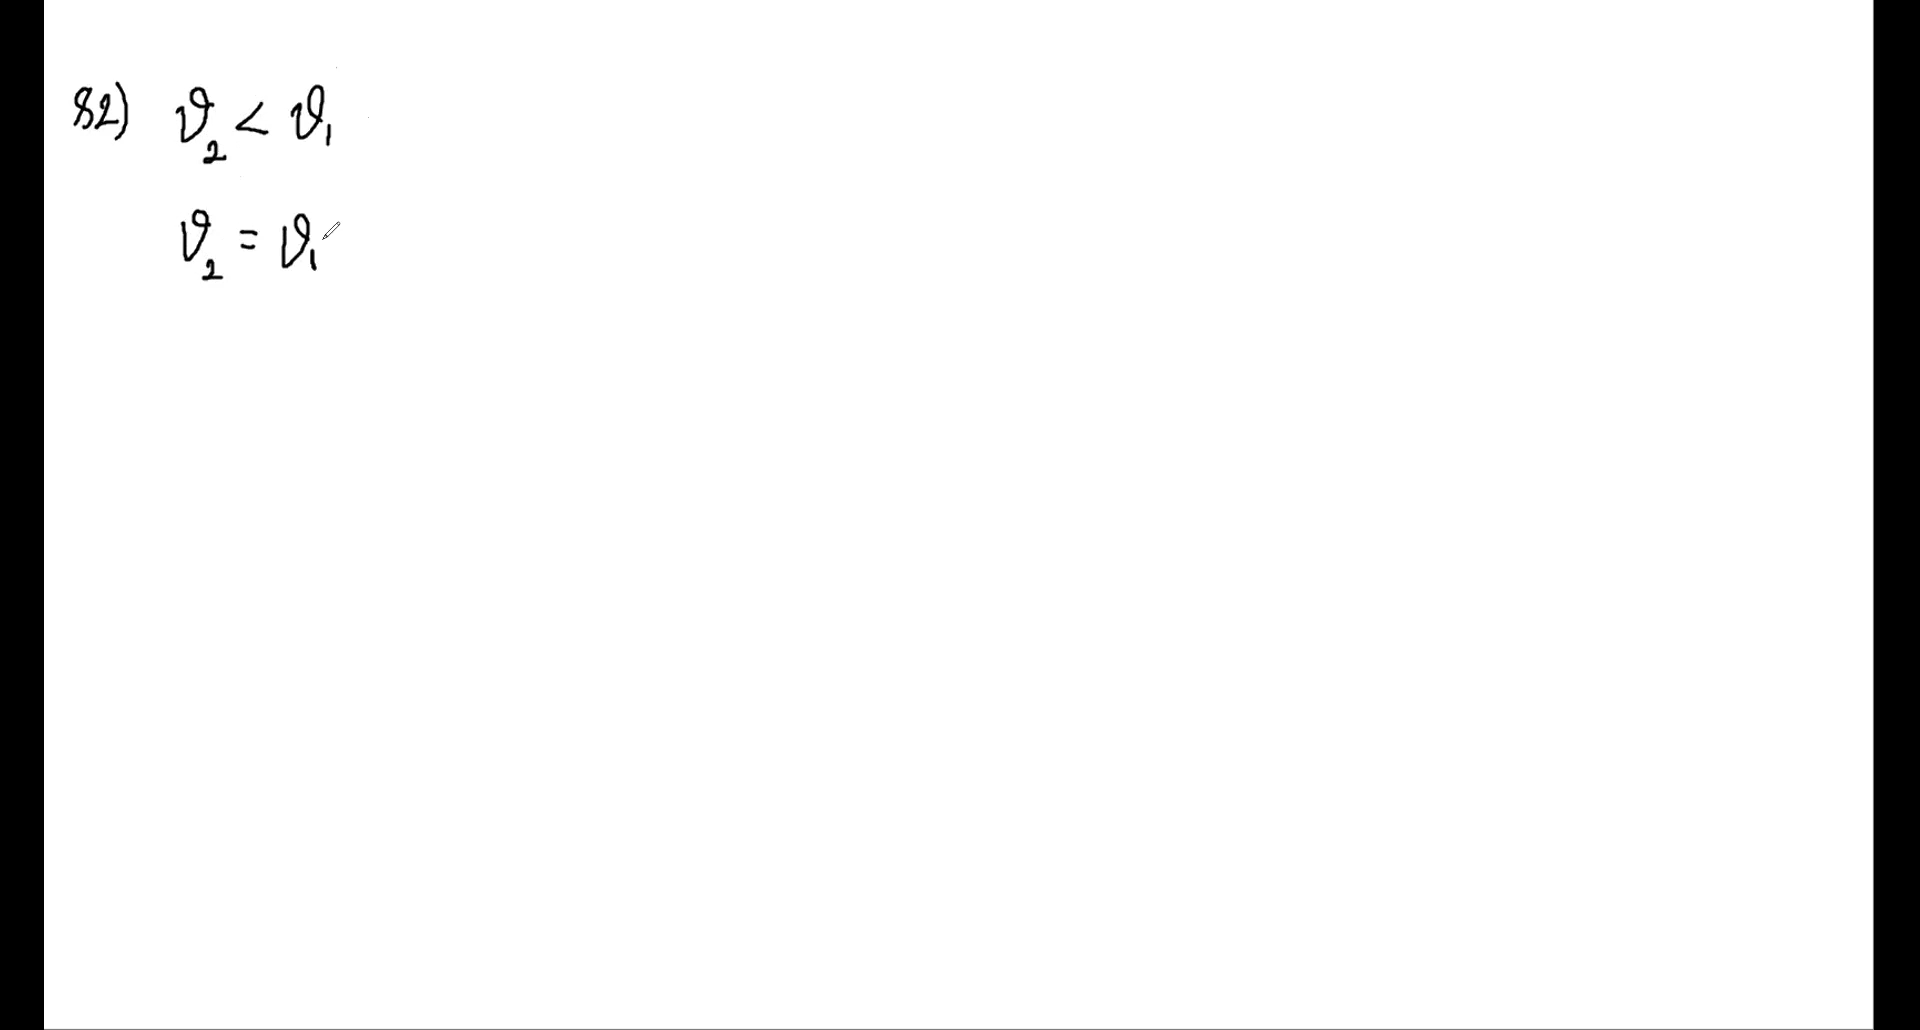 82) ϑ₂ < ϑ₁
ϑ₂ = ϑ₁